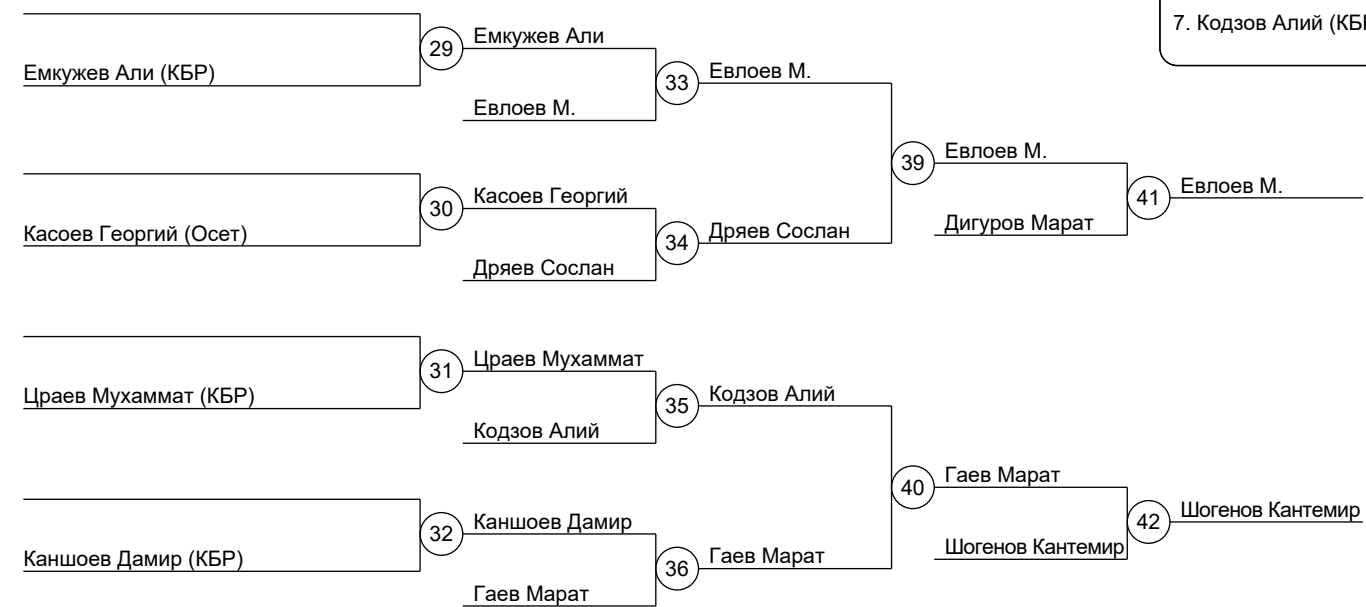 7. Кодзов Алий (КБР
29
Емкужев Али
Емкужев Али (КБР)
33
Евлоев М.
Евлоев М.
39
Евлоев М.
41
Евлоев М.
30
Касоев Георгий
Касоев Георгий (Осет)
34
Дряев Сослан
Дигуров Марат
Дряев Сослан
31
Цраев Мухаммат
Цраев Мухаммат (КБР)
35
Кодзов Алий
Кодзов Алий
40
Гаев Марат
42
Шогенов Кантемир
32
Каншоев Дамир
Каншоев Дамир (КБР)
36
Гаев Марат
Шогенов Кантемир
Гаев Марат